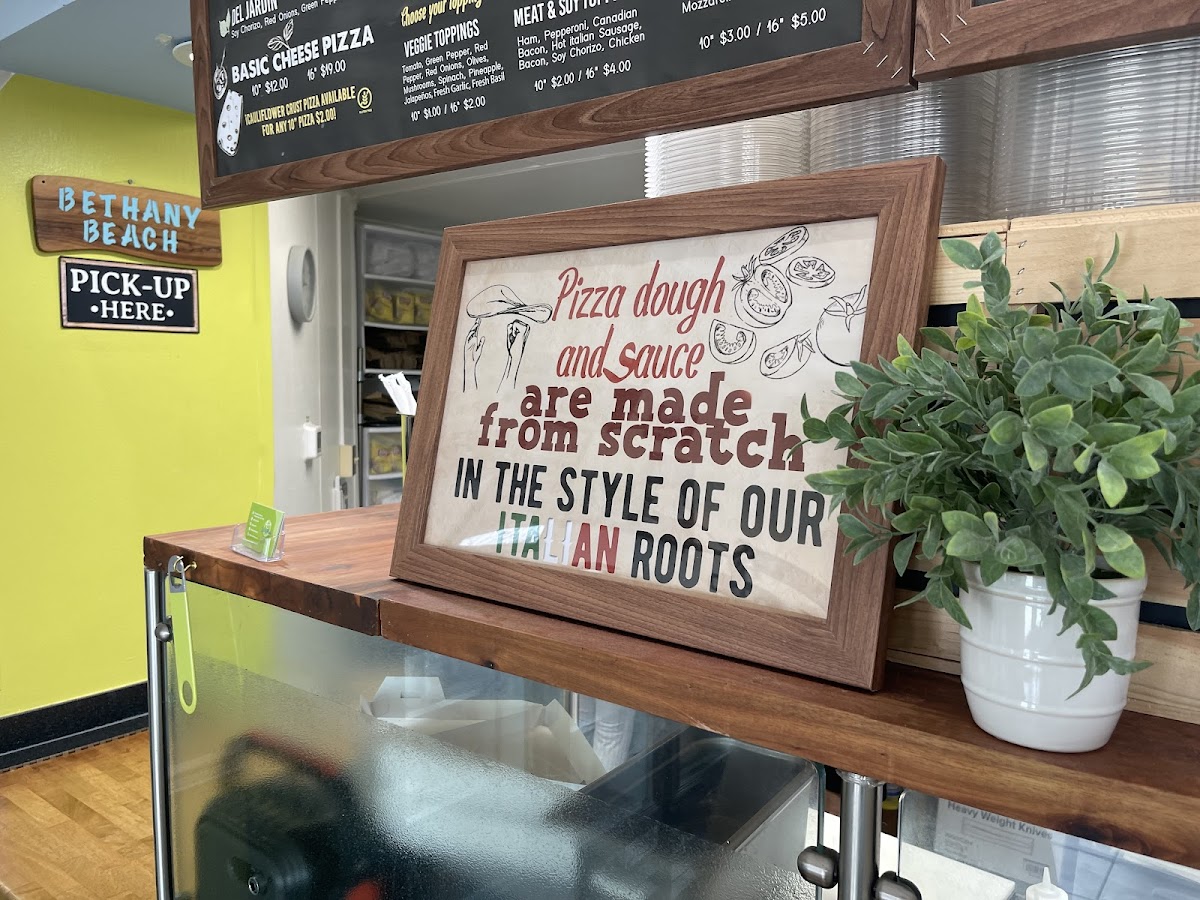 DEL JARDIN
Soy Chorizo, Red Onions, Green
BASIC CHEESE PIZZA
10" $12.00 16" $19.00
!CAULIFLOWER CRUST PIZZA AVAILABLE
FOR ANY 10" PIZZA $2.00!
Choose your topping
VEGGIE TOPPINGS
Tomato, Green Pepper, Red
Pepper, Red Onions, Olives,
Mushrooms, Spinach, Pineapple,
Jalapeños, Fresh Garlic, Fresh Basil
10" $1.00 / 16" $2.00
MEAT & SOY
Ham, Pepperoni, Canadian
Bacon, Hot Italian Sausage,
Bacon, Soy Chorizo, Chicken
10" $2.00 / 16" $4.00
10" $3.00 / 16" $5.00
BETHANY
BEACH
PICK-UP
•HERE•
Pizza dough
and sauce
are made
from scratch
IN THE STYLE OF OUR
ITALIAN ROOTS
Heavy Weight Knives